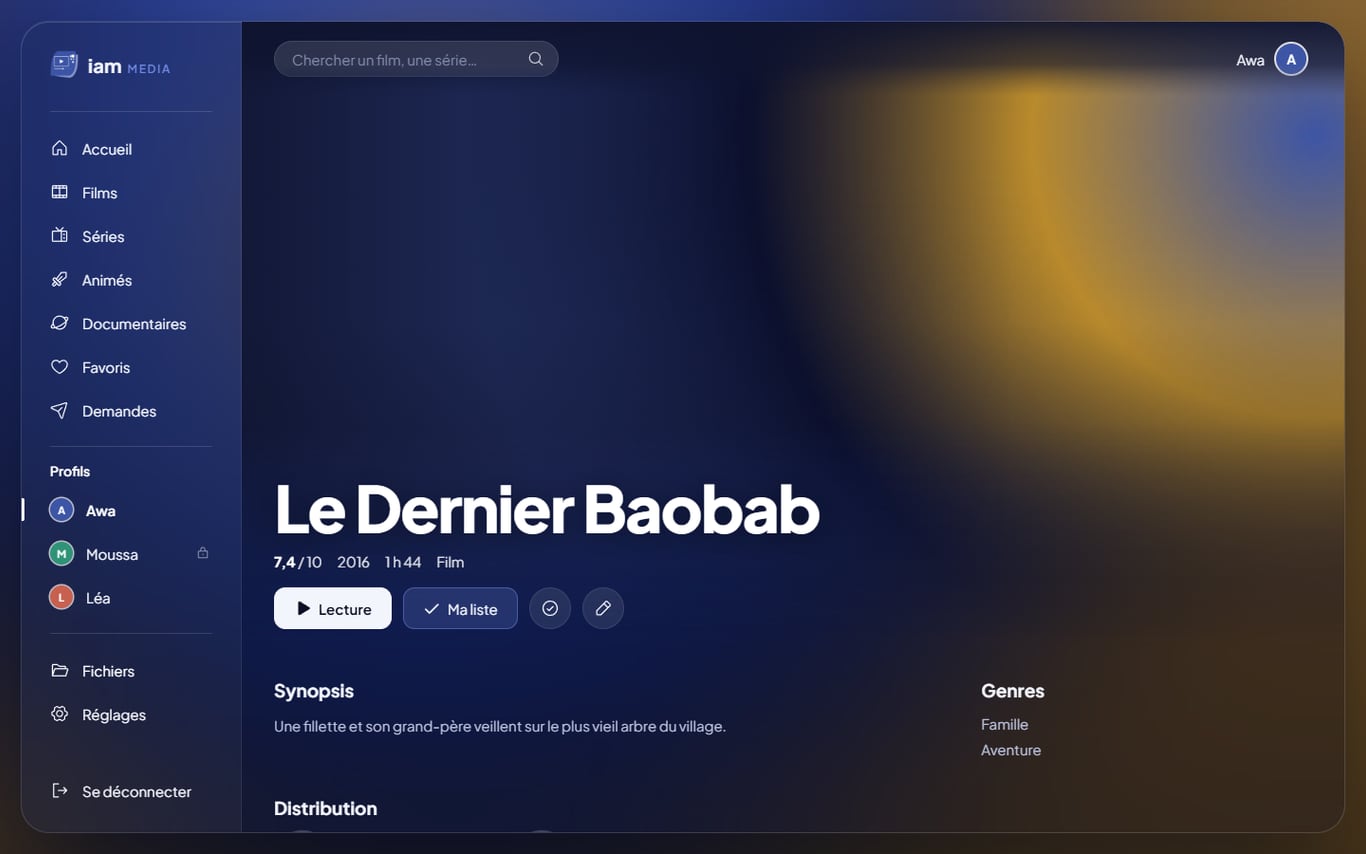 iam MEDIA
Chercher un film, une série…
Awa
A
Accueil
Films
Séries
Animés
Documentaires
Favoris
Demandes
Profils
A Awa
M Moussa
L Léa
Fichiers
Réglages
Se déconnecter
Le Dernier Baobab
7,4 / 10 2016 1 h 44 Film
Lecture
Ma liste
Synopsis
Une fillette et son grand-père veillent sur le plus vieil arbre du village.
Genres
Famille
Aventure
Distribution